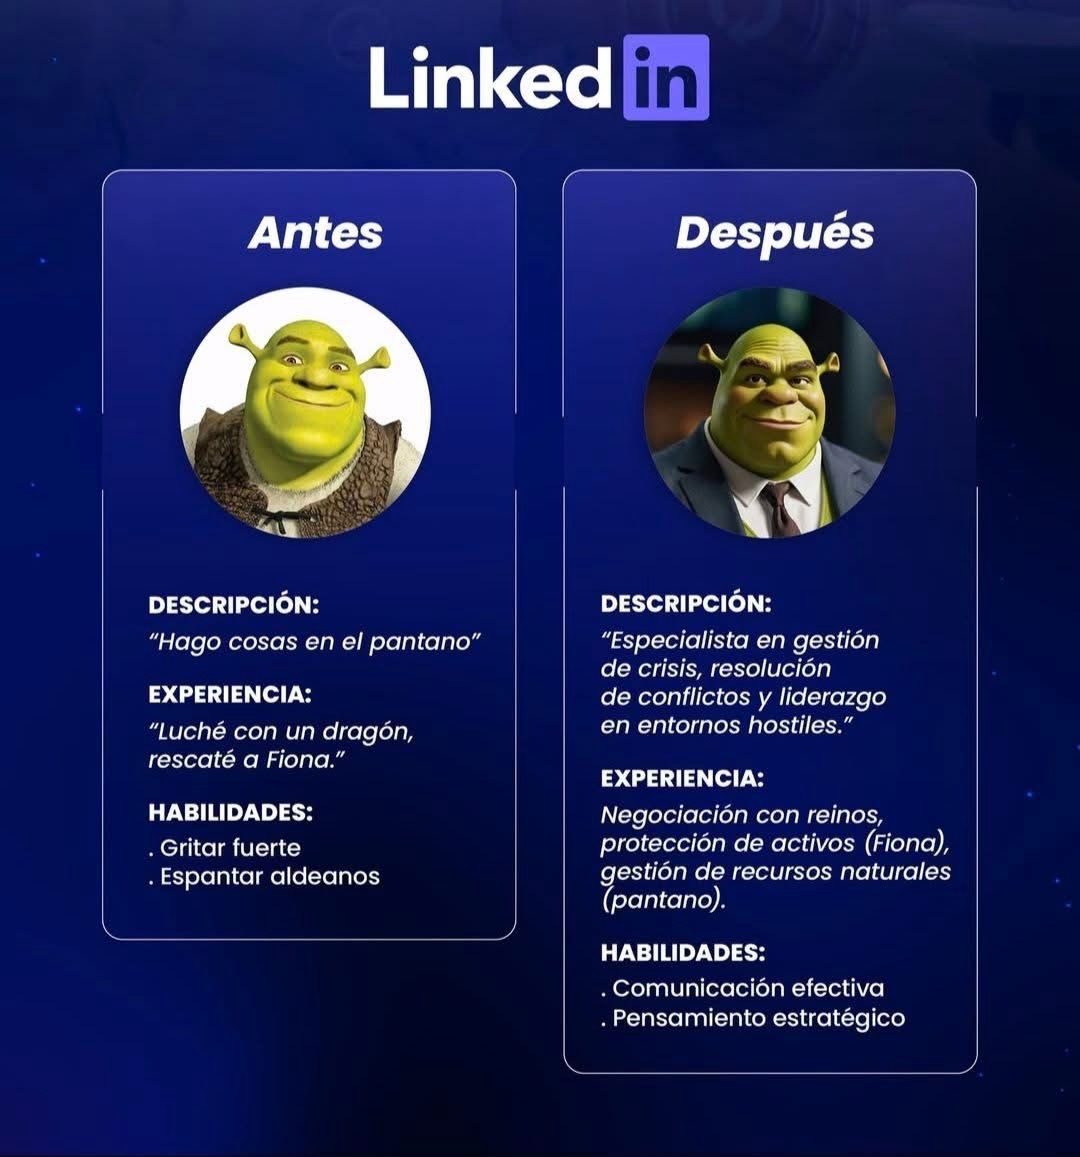 Linked in
Antes
DESCRIPCIÓN:
“Hago cosas en el pantano”
EXPERIENCIA:
“Luché con un dragón,
rescaté a Fiona.”
HABILIDADES:
. Gritar fuerte
. Espantar aldeanos
Después
DESCRIPCIÓN:
“Especialista en gestión
de crisis, resolución
de conflictos y liderazgo
en entornos hostiles.”
EXPERIENCIA:
Negociación con reinos,
protección de activos (Fiona),
gestión de recursos naturales
(pantano).
HABILIDADES:
. Comunicación efectiva
. Pensamiento estratégico